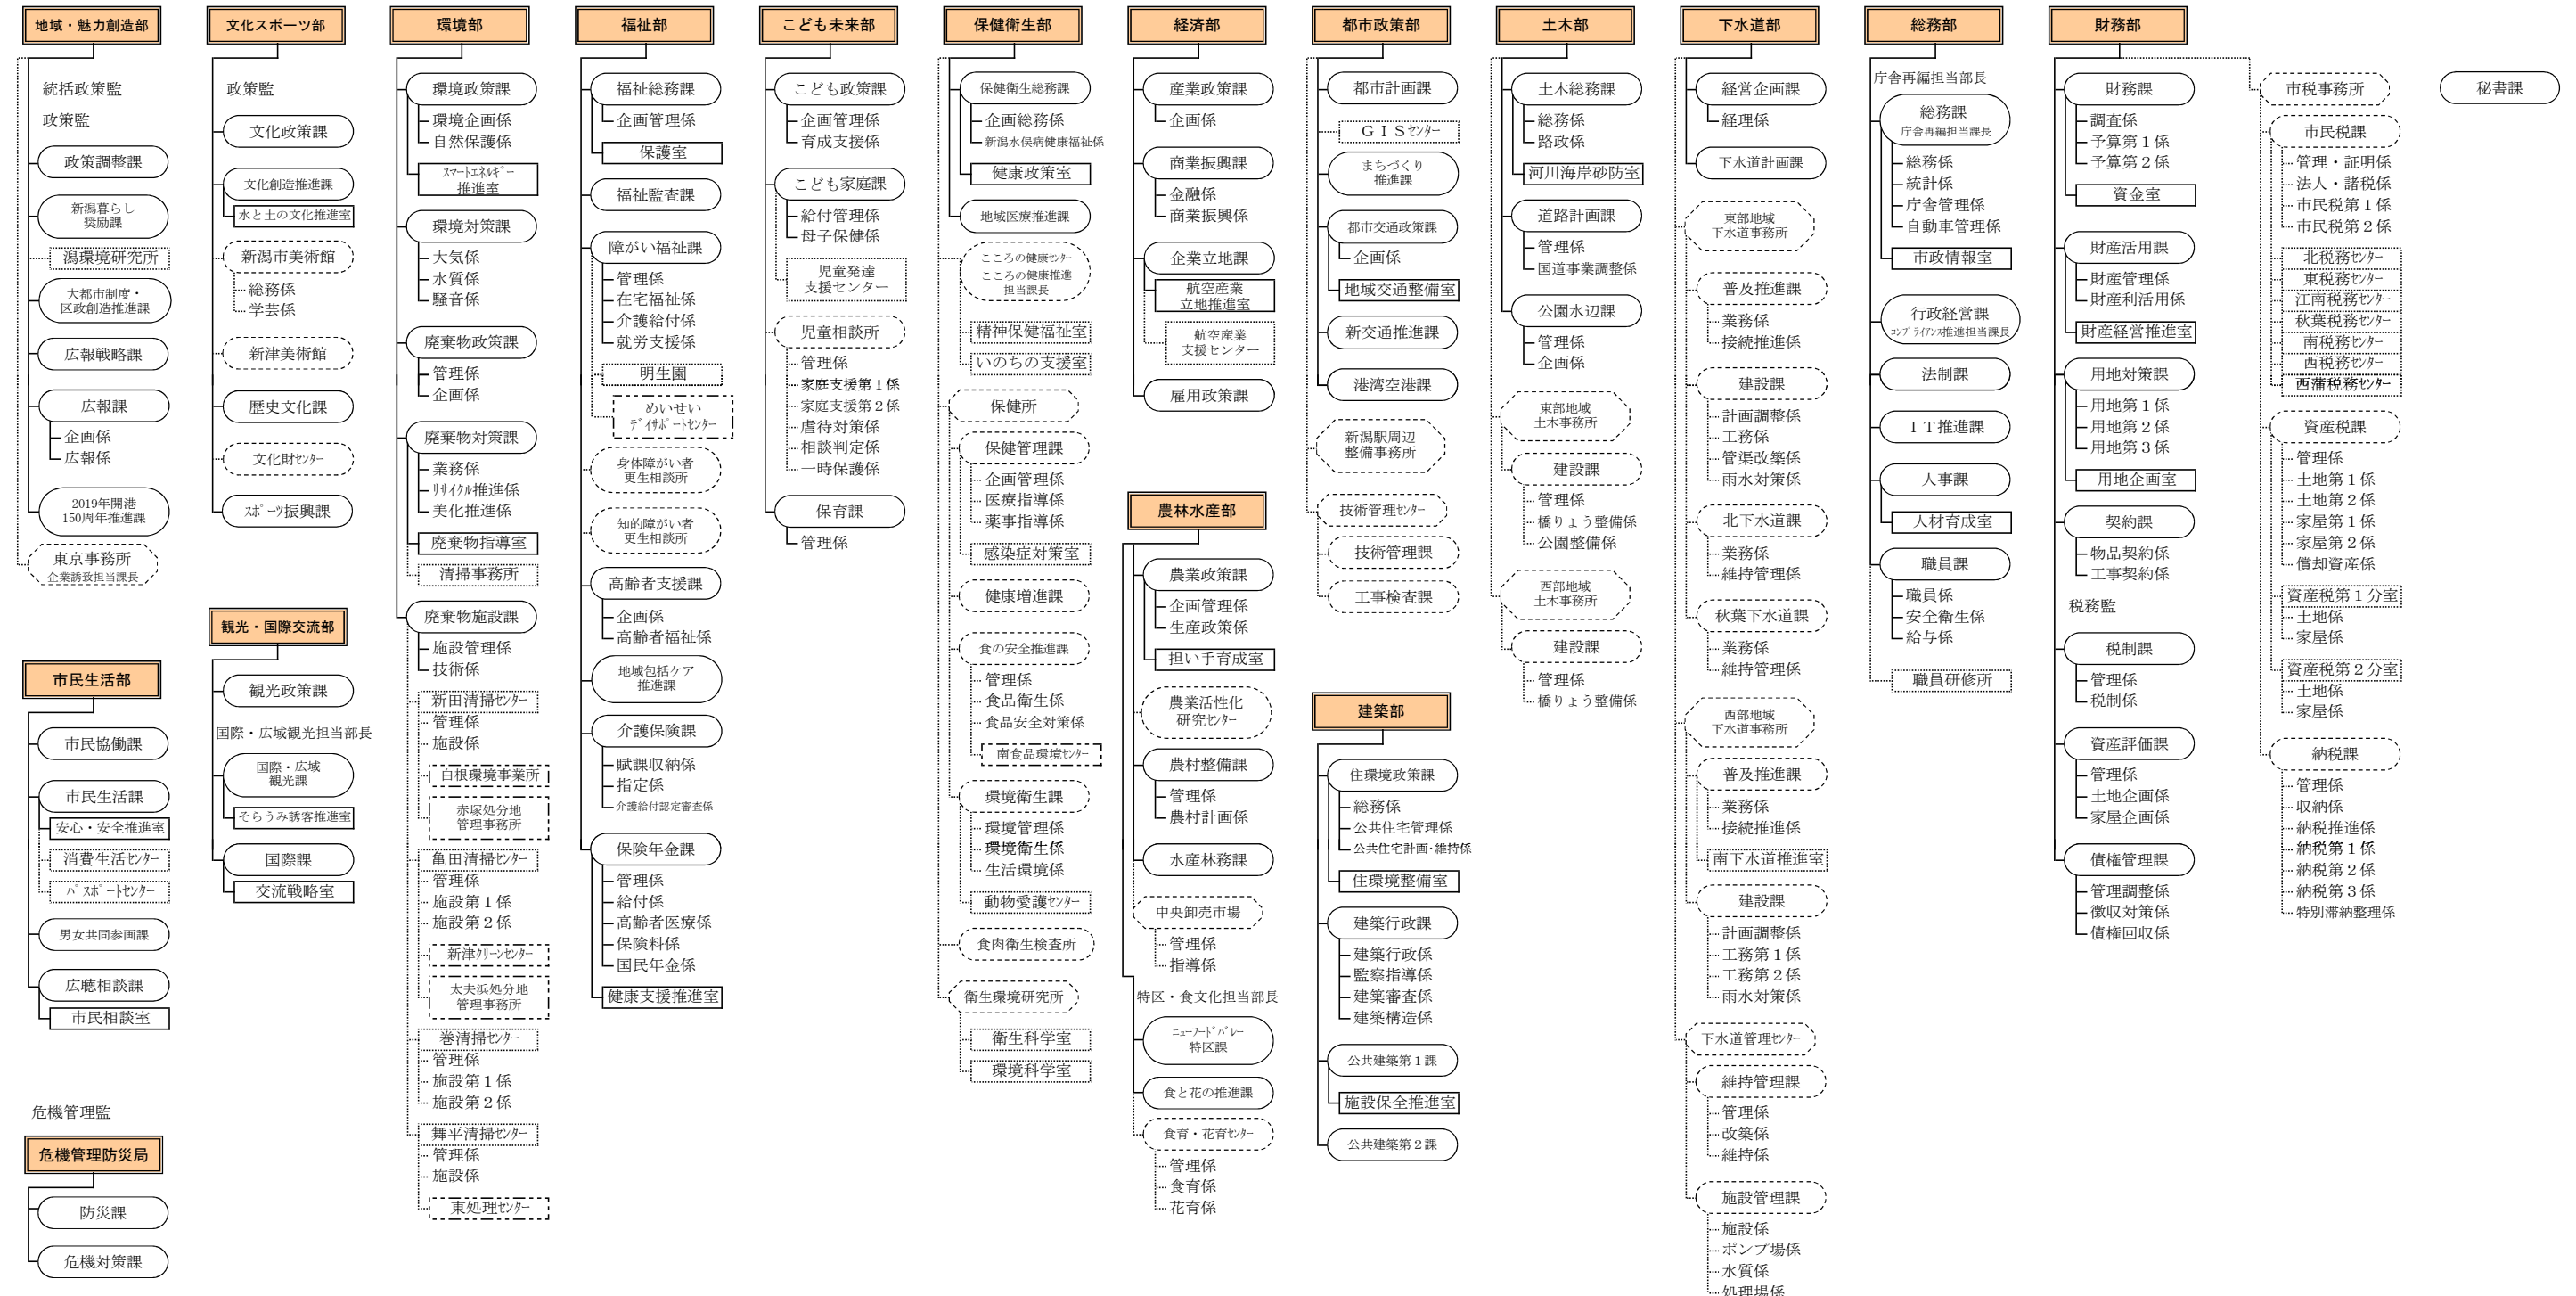 地域・魅力創造部
統括政策監
政策監
政策調整課
新潟暮らし
奨励課
潟環境研究所
大都市制度・
区政創造推進課
広報戦略課
広報課
企画係
広報係
2019年開港
150周年推進課
東京事務所
企業誘致担当課長
市民生活部
市民協働課
市民生活課
安心・安全推進室
消費生活ｾﾝﾀｰ
ﾊﾟｽﾎﾟｰﾄｾﾝﾀｰ
男女共同参画課
広聴相談課
市民相談室
危機管理監
危機管理防災局
防災課
危機対策課
文化スポーツ部
政策監
文化政策課
文化創造推進課
水と土の文化推進室
新潟市美術館
総務係
学芸係
新津美術館
歴史文化課
文化財ｾﾝﾀｰ
ｽﾎﾟｰﾂ振興課
観光・国際交流部
観光政策課
国際・広域観光担当部長
国際・広域
観光課
そらうみ誘客推進室
国際課
交流戦略室
環境部
環境政策課
環境企画係
自然保護係
ｽﾏｰﾄｴﾈﾙｷﾞｰ
推進室
環境対策課
大気係
水質係
騒音係
廃棄物政策課
管理係
企画係
廃棄物対策課
業務係
ﾘｻｲｸﾙ推進係
美化推進係
廃棄物指導室
清掃事務所
廃棄物施設課
施設管理係
技術係
新田清掃ｾﾝﾀｰ
管理係
施設係
白根環境事業所
赤塚処分地
管理事務所
亀田清掃ｾﾝﾀｰ
管理係
施設第１係
施設第２係
新津ｸﾘｰﾝｾﾝﾀｰ
太夫浜処分地
管理事務所
巻清掃ｾﾝﾀｰ
管理係
施設第１係
施設第２係
舞平清掃ｾﾝﾀｰ
管理係
施設係
東処理ｾﾝﾀｰ
福祉部
福祉総務課
企画管理係
保護室
福祉監査課
障がい福祉課
管理係
在宅福祉係
介護給付係
就労支援係
明生園
めいせい
ﾃﾞｲｻﾎﾟｰﾄｾﾝﾀｰ
身体障がい者
更生相談所
知的障がい者
更生相談所
高齢者支援課
企画係
高齢者福祉係
地域包括ケア
推進課
介護保険課
賦課収納係
指定係
介護給付認定審査係
保険年金課
管理係
給付係
高齢者医療係
保険料係
国民年金係
健康支援推進室
こども未来部
こども政策課
企画管理係
育成支援係
こども家庭課
給付管理係
母子保健係
児童発達
支援センター
児童相談所
管理係
家庭支援第１係
家庭支援第２係
虐待対策係
相談判定係
一時保護係
保育課
管理係
保健衛生部
保健衛生総務課
企画総務係
新潟水俣病健康福祉係
健康政策室
地域医療推進課
こころの健康ｾﾝﾀｰ
こころの健康推進
担当課長
精神保健福祉室
いのちの支援室
保健所
保健管理課
企画管理係
医療指導係
薬事指導係
感染症対策室
健康増進課
食の安全推進課
管理係
食品衛生係
食品安全対策係
南食品環境ｾﾝﾀｰ
環境衛生課
環境管理係
環境衛生係
生活環境係
動物愛護ｾﾝﾀｰ
食肉衛生検査所
衛生環境研究所
衛生科学室
環境科学室
経済部
産業政策課
企画係
商業振興課
金融係
商業振興係
企業立地課
航空産業
立地推進室
航空産業
支援センター
雇用政策課
農林水産部
農業政策課
企画管理係
生産政策係
担い手育成室
農業活性化
研究ｾﾝﾀｰ
農村整備課
管理係
農村計画係
水産林務課
中央卸売市場
管理係
指導係
特区・食文化担当部長
ﾆｭｰﾌｰﾄﾞﾊﾞﾚｰ
特区課
食と花の推進課
食育・花育ｾﾝﾀｰ
管理係
食育係
花育係
都市政策部
都市計画課
ＧＩＳｾﾝﾀｰ
まちづくり
推進課
都市交通政策課
企画係
地域交通整備室
新交通推進課
港湾空港課
新潟駅周辺
整備事務所
技術管理ｾﾝﾀｰ
技術管理課
工事検査課
建築部
住環境政策課
総務係
公共住宅管理係
公共住宅計画・維持係
住環境整備室
建築行政課
建築行政係
監察指導係
建築審査係
建築構造係
公共建築第１課
施設保全推進室
公共建築第２課
土木部
土木総務課
総務係
路政係
河川海岸砂防室
道路計画課
管理係
国道事業調整係
公園水辺課
管理係
企画係
東部地域
土木事務所
建設課
管理係
橋りょう整備係
公園整備係
西部地域
土木事務所
建設課
管理係
橋りょう整備係
下水道部
経営企画課
経理係
下水道計画課
東部地域
下水道事務所
普及推進課
業務係
接続推進係
建設課
計画調整係
工務係
管渠改築係
雨水対策係
北下水道課
業務係
維持管理係
秋葉下水道課
業務係
維持管理係
西部地域
下水道事務所
普及推進課
業務係
接続推進係
南下水道推進室
建設課
計画調整係
工務第１係
工務第２係
雨水対策係
下水道管理ｾﾝﾀｰ
維持管理課
管理係
改築係
維持係
施設管理課
施設係
ポンプ場係
水質係
処理場係
総務部
庁舎再編担当部長
総務課
庁舎再編担当課長
総務係
統計係
庁舎管理係
自動車管理係
市政情報室
行政経営課
ｺﾝﾌﾟﾗｲｱﾝｽ推進担当課長
法制課
ＩＴ推進課
人事課
人材育成室
職員課
職員係
安全衛生係
給与係
職員研修所
財務部
財務課
調査係
予算第１係
予算第２係
資金室
財産活用課
財産管理係
財産利活用係
財産経営推進室
用地対策課
用地第１係
用地第２係
用地第３係
用地企画室
契約課
物品契約係
工事契約係
税務監
税制課
管理係
税制係
資産評価課
管理係
土地企画係
家屋企画係
債権管理課
管理調整係
徴収対策係
債権回収係
市税事務所
市民税課
管理・証明係
法人・諸税係
市民税第１係
市民税第２係
北税務ｾﾝﾀｰ
東税務ｾﾝﾀｰ
江南税務ｾﾝﾀｰ
秋葉税務ｾﾝﾀｰ
南税務ｾﾝﾀｰ
西税務ｾﾝﾀｰ
西蒲税務ｾﾝﾀｰ
資産税課
管理係
土地第１係
土地第２係
家屋第１係
家屋第２係
償却資産係
資産税第１分室
土地係
家屋係
資産税第２分室
土地係
家屋係
納税課
管理係
収納係
納税推進係
納税第１係
納税第２係
納税第３係
特別滞納整理係
秘書課